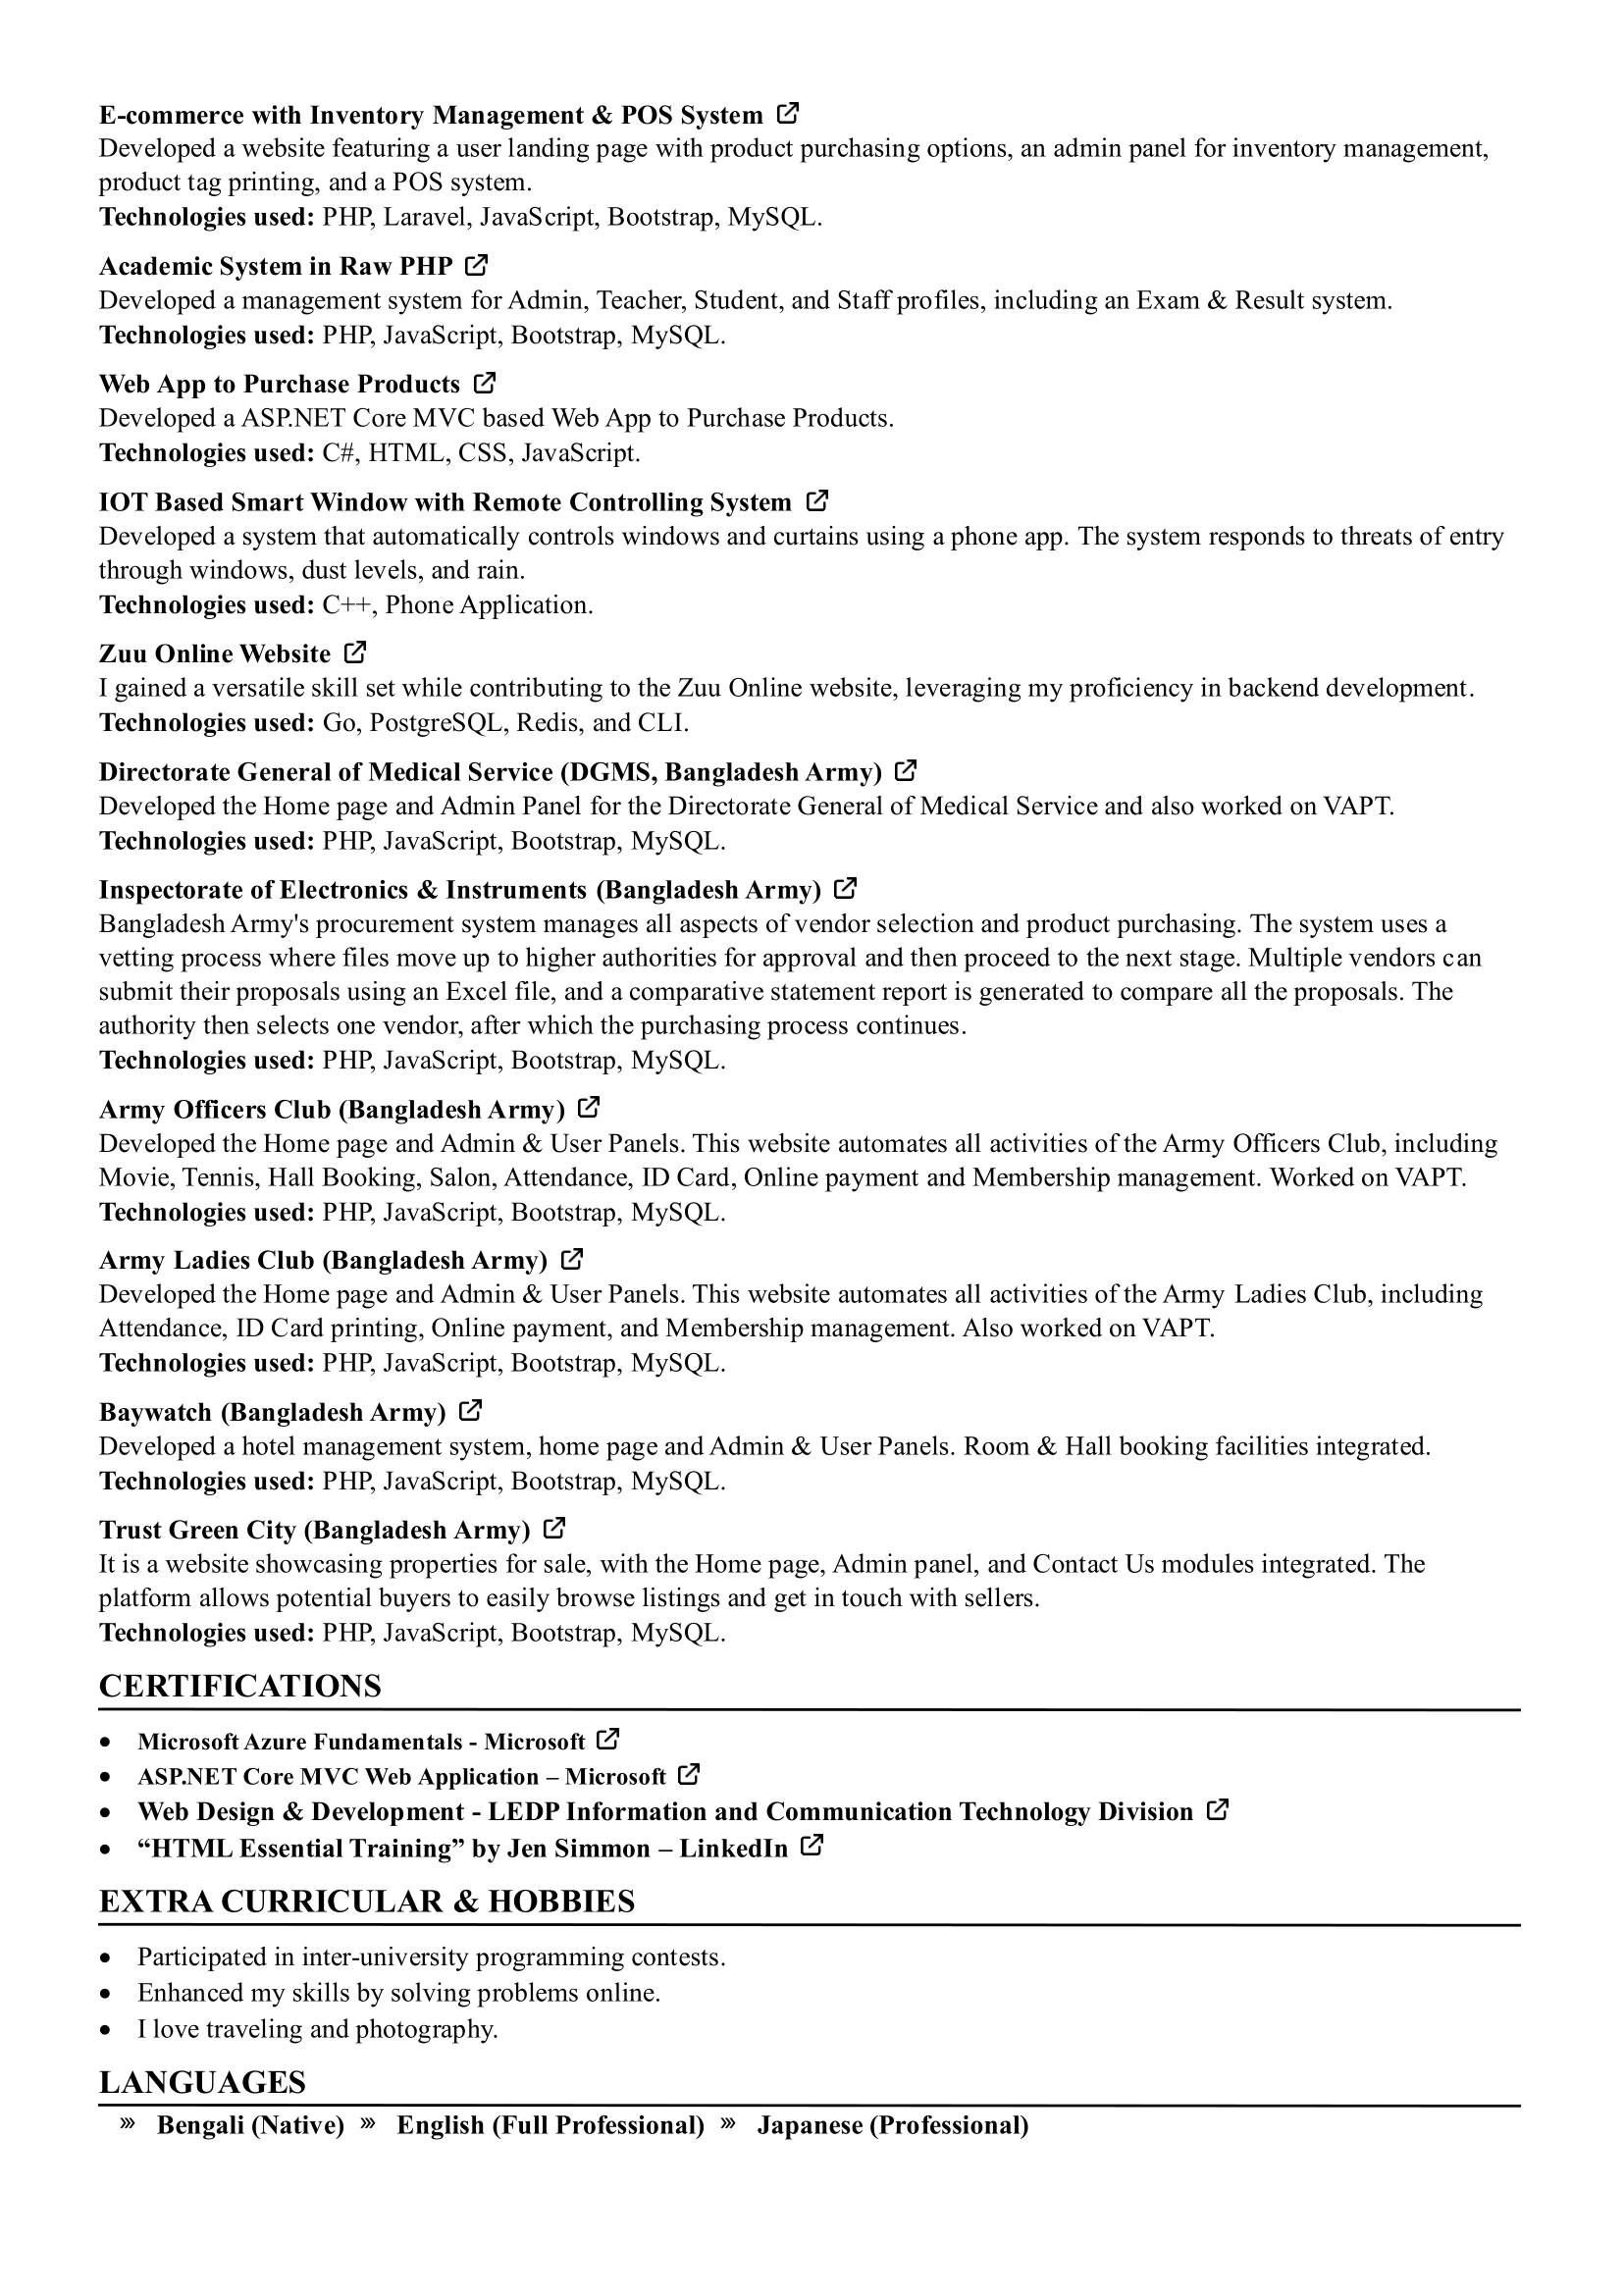 E-commerce with Inventory Management & POS System
Developed a website featuring a user landing page with product purchasing options, an admin panel for inventory management,
product tag printing, and a POS system.
Technologies used: PHP, Laravel, JavaScript, Bootstrap, MySQL.
Academic System in Raw PHP
Developed a management system for Admin, Teacher, Student, and Staff profiles, including an Exam & Result system.
Technologies used: PHP, JavaScript, Bootstrap, MySQL.
Web App to Purchase Products
Developed a ASP.NET Core MVC based Web App to Purchase Products.
Technologies used: C#, HTML, CSS, JavaScript.
IOT Based Smart Window with Remote Controlling System
Developed a system that automatically controls windows and curtains using a phone app. The system responds to threats of entry
through windows, dust levels, and rain.
Technologies used: C++, Phone Application.
Zuu Online Website
I gained a versatile skill set while contributing to the Zuu Online website, leveraging my proficiency in backend development.
Technologies used: Go, PostgreSQL, Redis, and CLI.
Directorate General of Medical Service (DGMS, Bangladesh Army)
Developed the Home page and Admin Panel for the Directorate General of Medical Service and also worked on VAPT.
Technologies used: PHP, JavaScript, Bootstrap, MySQL.
Inspectorate of Electronics & Instruments (Bangladesh Army)
Bangladesh Army's procurement system manages all aspects of vendor selection and product purchasing. The system uses a
vetting process where files move up to higher authorities for approval and then proceed to the next stage. Multiple vendors can
submit their proposals using an Excel file, and a comparative statement report is generated to compare all the proposals. The
authority then selects one vendor, after which the purchasing process continues.
Technologies used: PHP, JavaScript, Bootstrap, MySQL.
Army Officers Club (Bangladesh Army)
Developed the Home page and Admin & User Panels. This website automates all activities of the Army Officers Club, including
Movie, Tennis, Hall Booking, Salon, Attendance, ID Card, Online payment and Membership management. Worked on VAPT.
Technologies used: PHP, JavaScript, Bootstrap, MySQL.
Army Ladies Club (Bangladesh Army)
Developed the Home page and Admin & User Panels. This website automates all activities of the Army Ladies Club, including
Attendance, ID Card printing, Online payment, and Membership management. Also worked on VAPT.
Technologies used: PHP, JavaScript, Bootstrap, MySQL.
Baywatch (Bangladesh Army)
Developed a hotel management system, home page and Admin & User Panels. Room & Hall booking facilities integrated.
Technologies used: PHP, JavaScript, Bootstrap, MySQL.
Trust Green City (Bangladesh Army)
It is a website showcasing properties for sale, with the Home page, Admin panel, and Contact Us modules integrated. The
platform allows potential buyers to easily browse listings and get in touch with sellers.
Technologies used: PHP, JavaScript, Bootstrap, MySQL.
CERTIFICATIONS
• Microsoft Azure Fundamentals - Microsoft
• ASP.NET Core MVC Web Application – Microsoft
• Web Design & Development - LEDP Information and Communication Technology Division
• “HTML Essential Training” by Jen Simmon – LinkedIn
EXTRA CURRICULAR & HOBBIES
• Participated in inter-university programming contests.
• Enhanced my skills by solving problems online.
• I love traveling and photography.
LANGUAGES
Bengali (Native) English (Full Professional) Japanese (Professional)